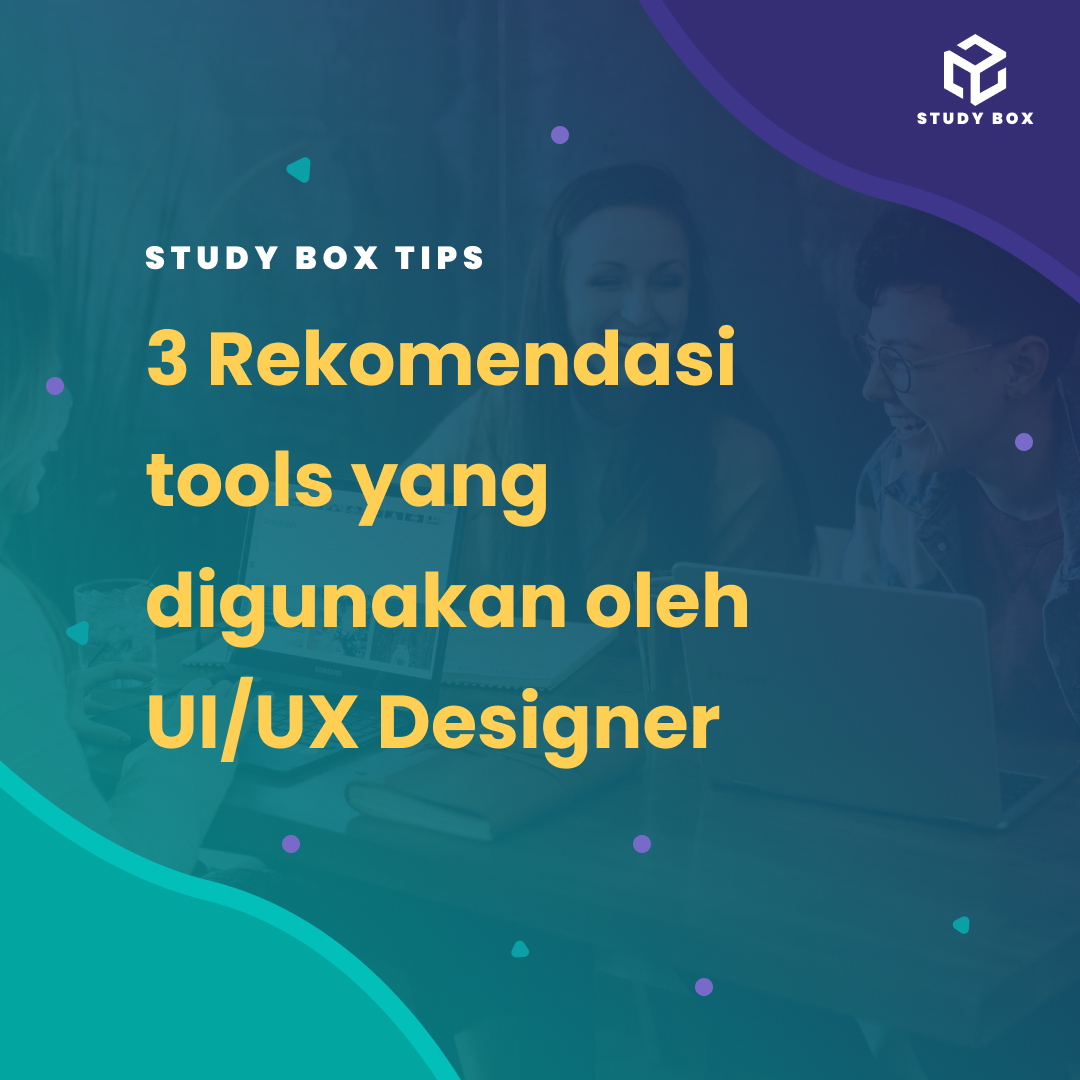 STUDY BOX
STUDY BOX TIPS
3 Rekomendasi
tools yang
digunakan oleh
UI/UX Designer